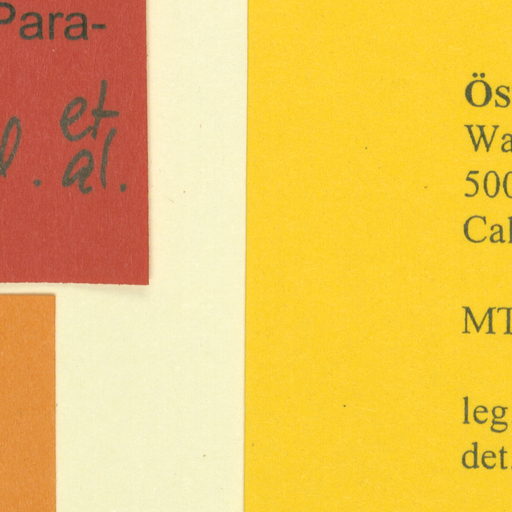 Para-
et
al.
Ös
Wa
500
Cal
MT
leg
det.